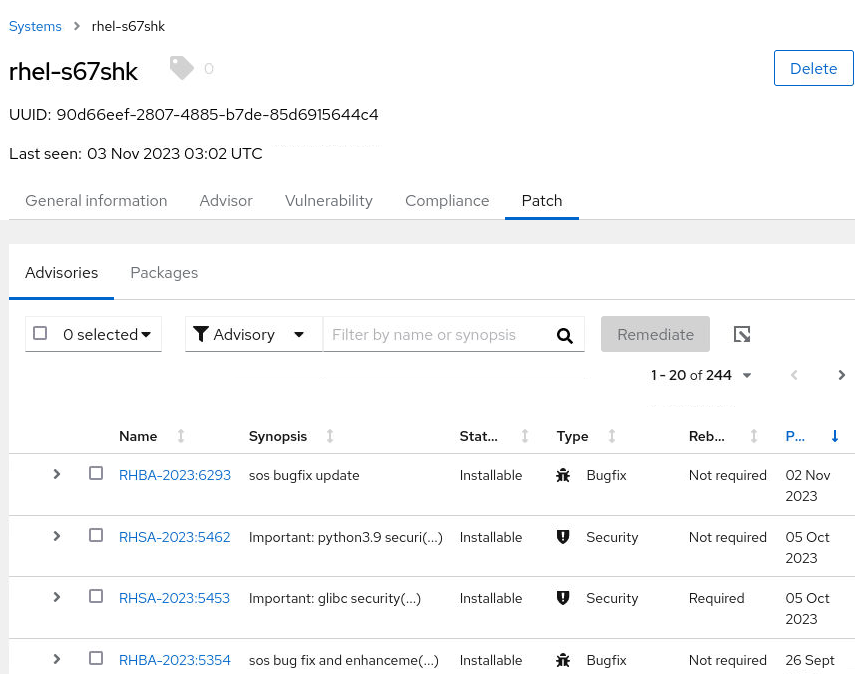 Systems > rhel-s67shk
rhel-s67shk 0
Delete
UUID: 90d66eef-2807-4885-b7de-85d6915644c4
Last seen: 03 Nov 2023 03:02 UTC
General information Advisor Vulnerability Compliance Patch
Advisories Packages
0 selected Advisory Filter by name or synopsis Remediate
1 - 20 of 244
Name Synopsis Stat... Type Reb... P...
RHBA-2023:6293 sos bugfix update Installable Bugfix Not required 02 Nov
2023
RHSA-2023:5462 Important: python3.9 securi(...) Installable Security Not required 05 Oct
2023
RHSA-2023:5453 Important: glibc security(...) Installable Security Required 05 Oct
2023
RHBA-2023:5354 sos bug fix and enhanceme(...) Installable Bugfix Not required 26 Sept